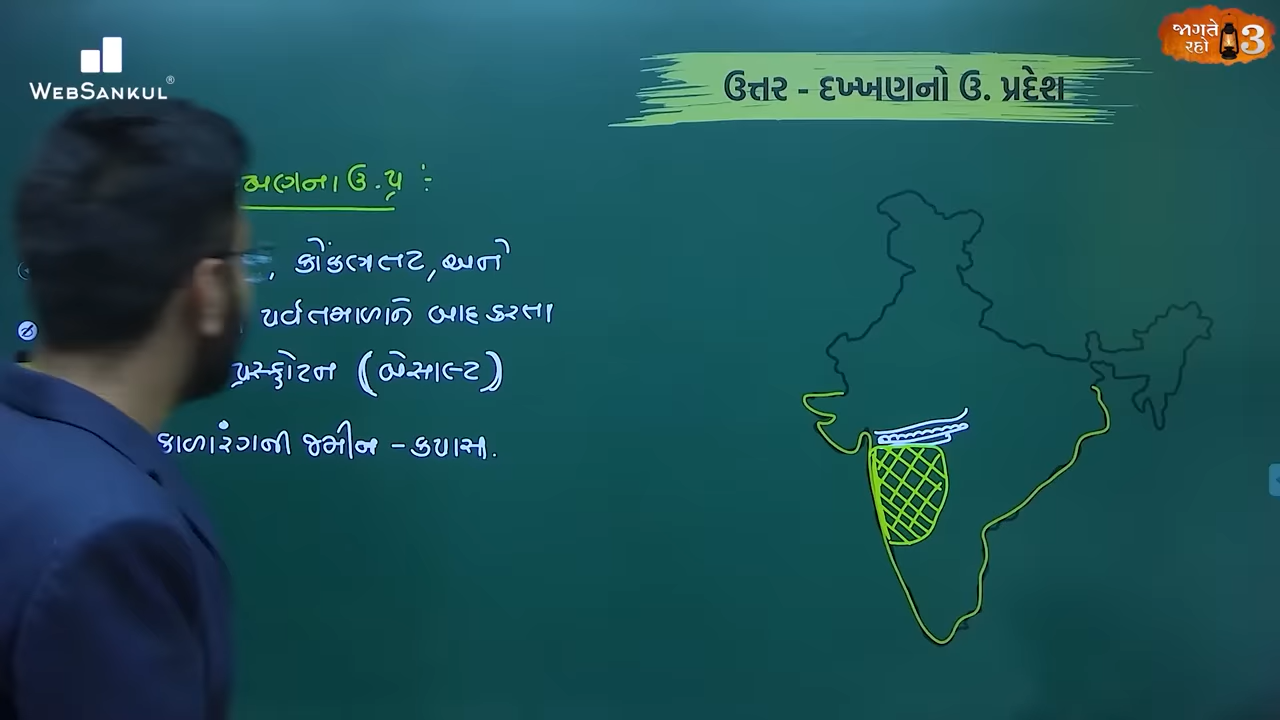 WEBSANKUL®
જાગતે
રહો 3
ઉત્તર - દખ્ખણનો ઉ. પ્રદેશ
ઉ.પ્ર :-
, કોંકણતટ, અને
પર્વતમાળાને બાદ કરતા
પ્રસ્ફોટન (બેસાલ્ટ)
કાળારંગની જમીન - કપાસ.